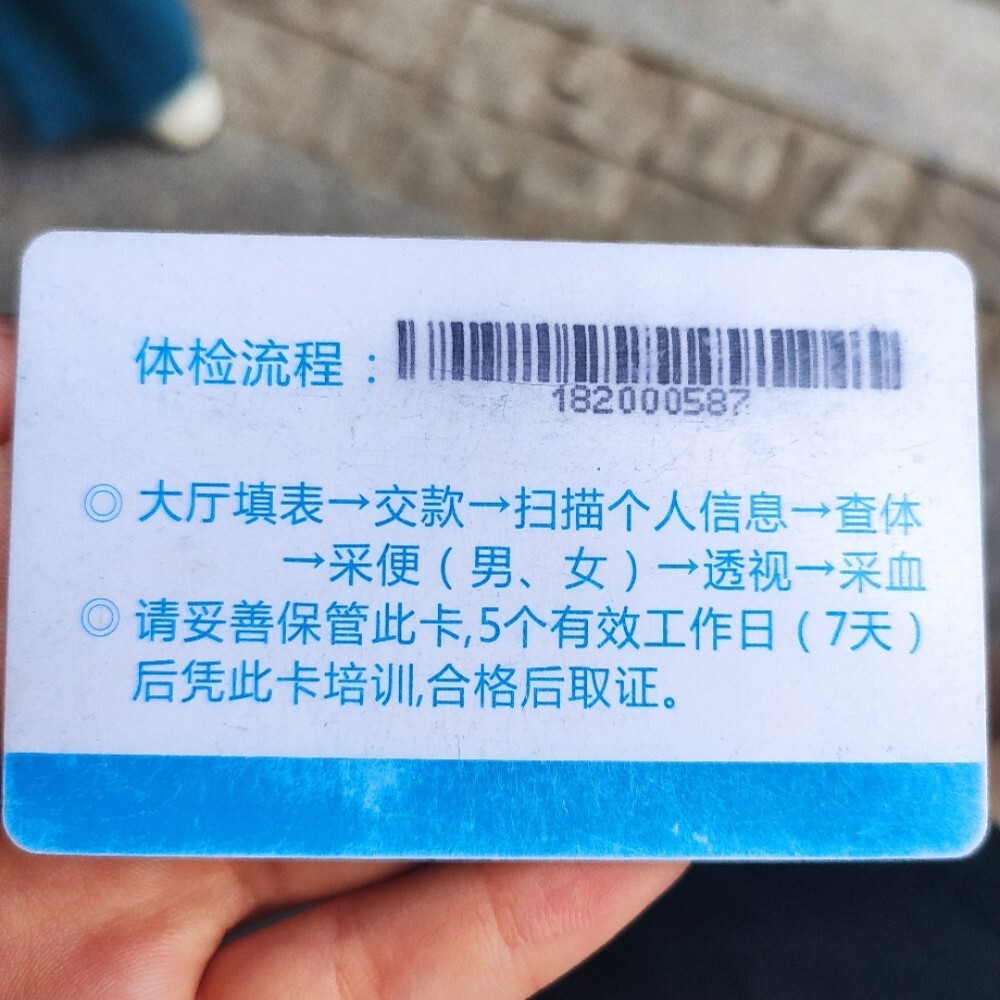 体检流程：
182000587
◎ 大厅填表→交款→扫描个人信息→查体
→采便（男、女）→透视→采血
◎ 请妥善保管此卡,5个有效工作日（7天）
后凭此卡培训,合格后取证。